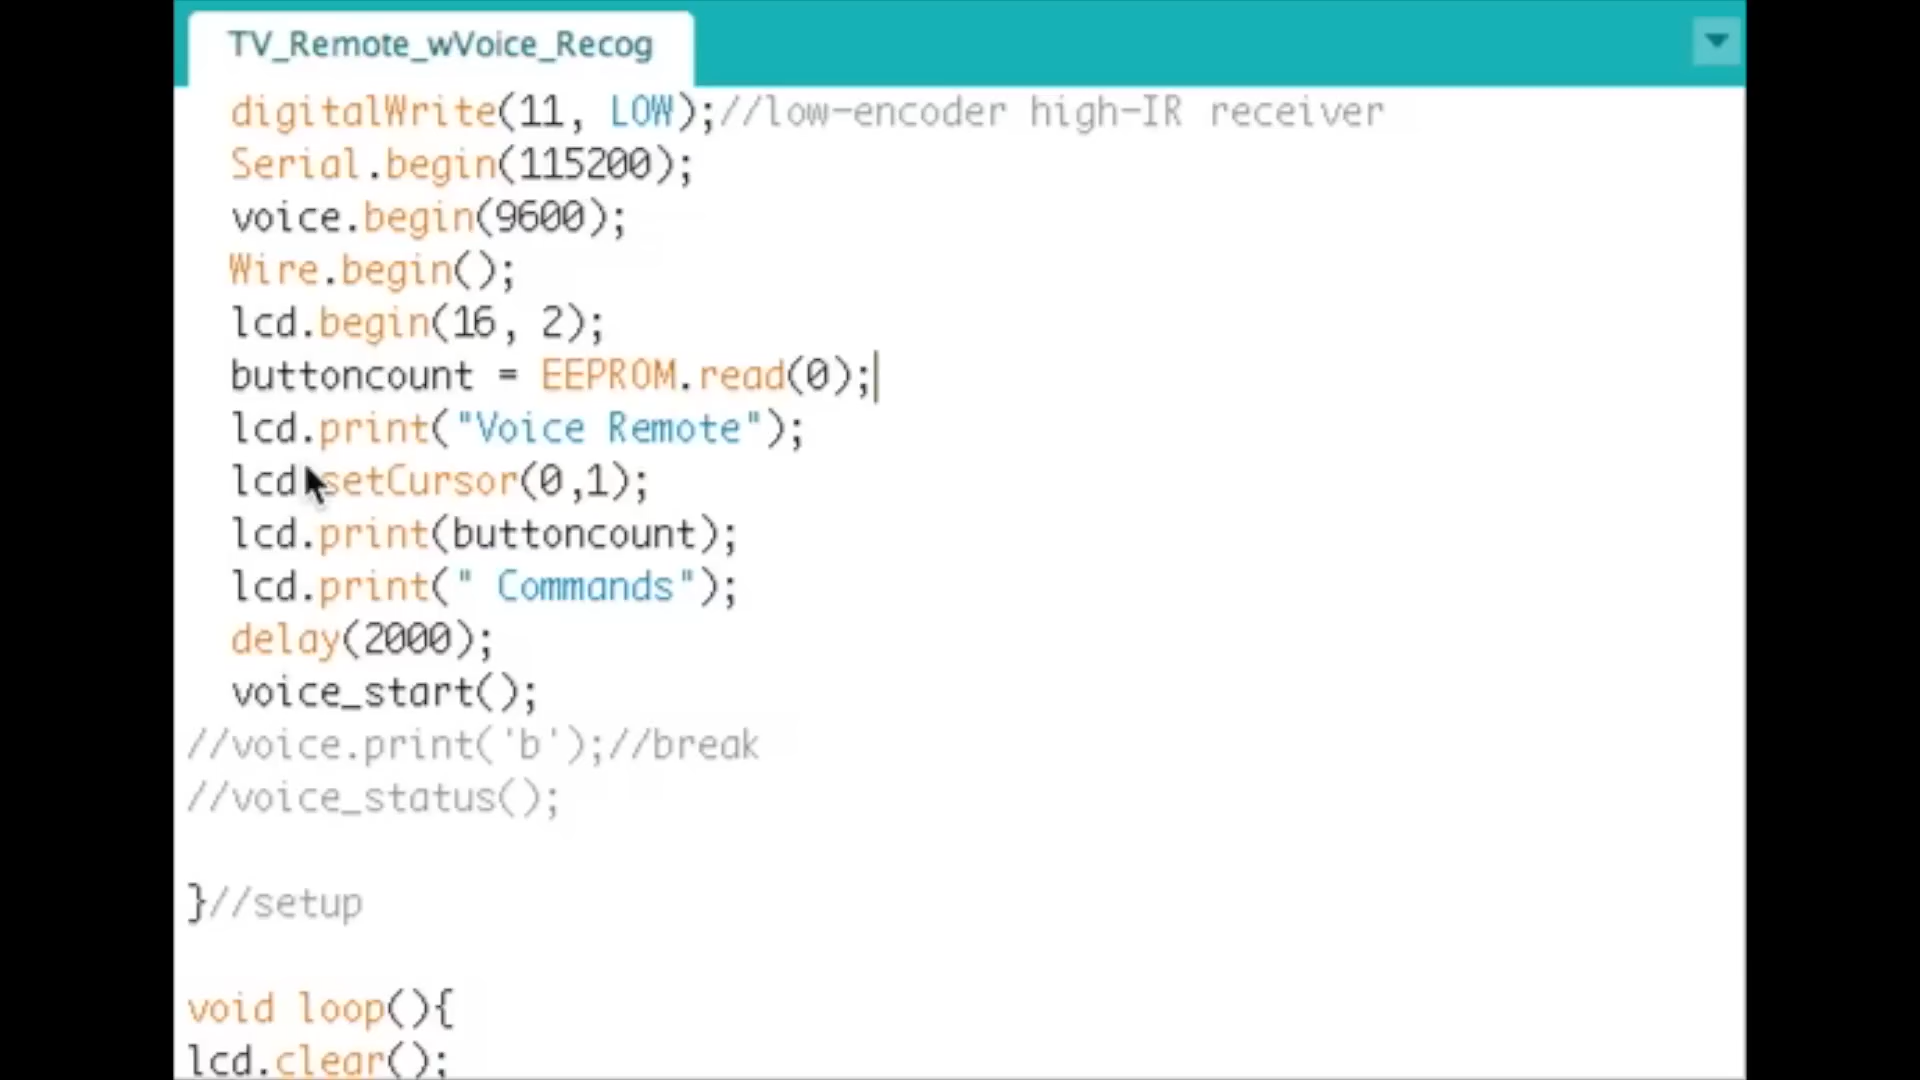 TV_Remote_wVoice_Recog
digitalWrite(11, LOW);//low-encoder high-IR receiver
Serial.begin(115200);
voice.begin(9600);
Wire.begin();
lcd.begin(16, 2);
buttoncount = EEPROM.read(0);
lcd.print("Voice Remote");
lcd.setCursor(0,1);
lcd.print(buttoncount);
lcd.print(" Commands");
delay(2000);
voice_start();
//voice.print('b');//break
//voice_status();
}//setup
void loop(){
lcd.clear();